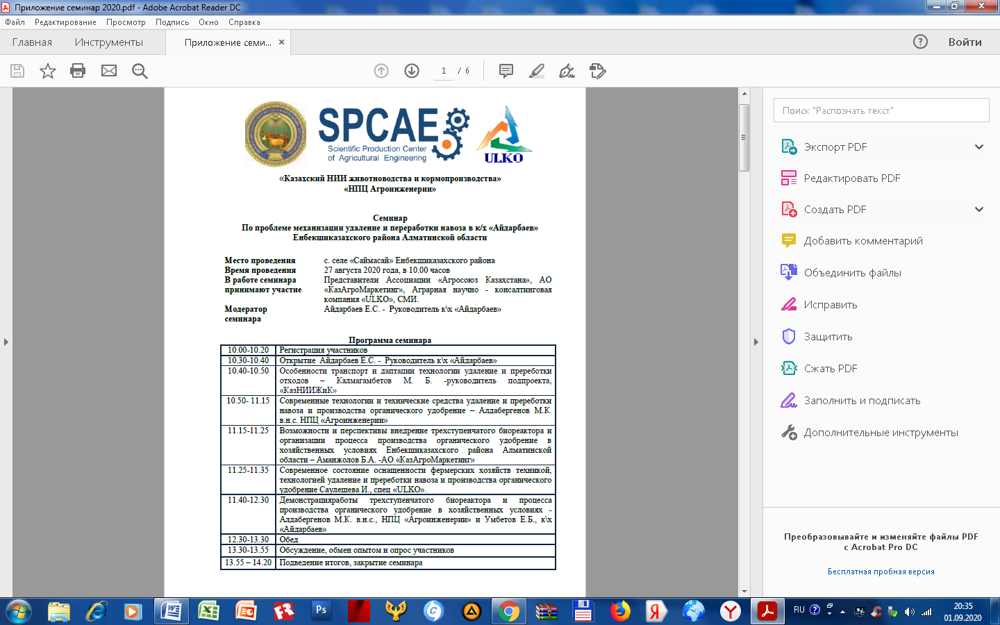 Приложение семинар 2020.pdf - Adobe Acrobat Reader DC
Файл Редактирование Просмотр Подпись Окно Справка
Главная Инструменты Приложение семи... ×
Войти
1 / 6
SPCAE
Scientific Production Center
of Agricultural Engineering
ULKO
«Казахский НИИ животноводства и кормопроизводства»
«НПЦ Агроинженерии»
Семинар
По проблеме механизации удаление и переработки навоза в к/х «Айдарбаев»
Енбекшиказахского района Алматинской области
Место проведения с. селе «Саймасай» Енбекшиказахского района
Время проведения 27 августа 2020 года, в 10.00 часов
В работе семинара Представители Ассоциации «Агросоюз Казахстана», АО
принимают участие «КазАгроМаркетинг», Аграрная научно - консалтинговая
компания «ULKO», СМИ.
Модератор Айдарбаев Е.С. - Руководитель к\х «Айдарбаев»
семинара
Программа семинара
10.00-10.20 Регистрация участников
10.30-10.40 Открытие Айдарбаев Е.С. - Руководитель к\х «Айдарбаев»
10.40-10.50 Особенности транспорт и даптации технологии удаление и преработки
отходов – Калмагамбетов М. Б. -руководитель подпроекта,
«КазНИИЖиК»
10.50- 11.15 Современные технологии и технические средства удаление и преработки
навоза и производства органического удобрение – Алдабергенов М.К.
в.н.с. НПЦ «Агроинженерии»
11.15-11.25 Возможности и перспективы внедрение трехступенчатого биореактора и
организации процесса производства органического удобрение в
хозяйственных условиях Енбекшиказахского района Алматинской
области – Аманжолов Б.А. -АО «КазАгроМаркетинг»
11.25-11.35 Современное состояние оснащенности фермерских хозяйств техникой,
технологией удаление и преработки навоза и производства органического
удобрение Саулешева И., спец «ULKO».
11.40-12.30 Демонстрацияработы трехступенчатого биореактора и процесса
производства органического удобрение в хозяйственных условиях -
Алдабергенов М.К. в.н.с., НПЦ «Агроинженерии» и Умбетов Е.Б., к\х
«Айдарбаев»
12.30-13.30 Обед
13.30-13.55 Обсуждение, обмен опытом и опрос участников
13.55 – 14.20 Подведение итогов, закрытие семинара
Поиск "Распознать текст"
Экспорт PDF
Редактировать PDF
Создать PDF
Добавить комментарий
Объединить файлы
Исправить
Защитить
Сжать PDF
Заполнить и подписать
Дополнительные инструменты
Преобразовывайте и изменяйте файлы PDF
с Acrobat Pro DC
Бесплатная пробная версия
Ps
RU
20:35
01.09.2020